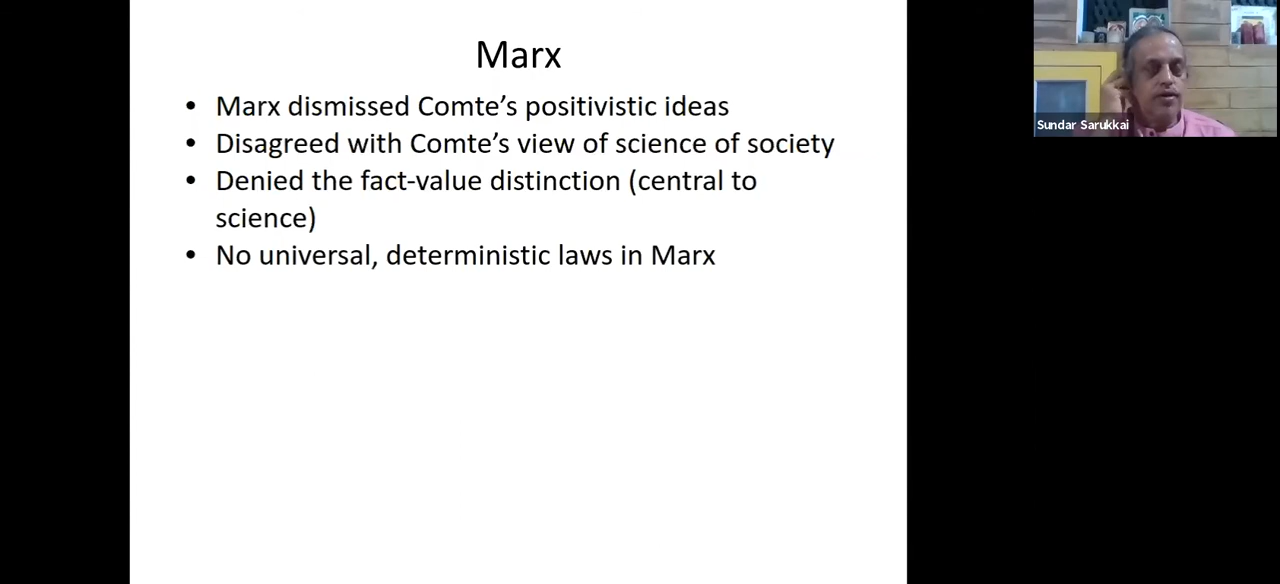 Marx
• Marx dismissed Comte’s positivistic ideas
• Disagreed with Comte’s view of science of society
• Denied the fact-value distinction (central to
science)
• No universal, deterministic laws in Marx
Sundar Sarukkai